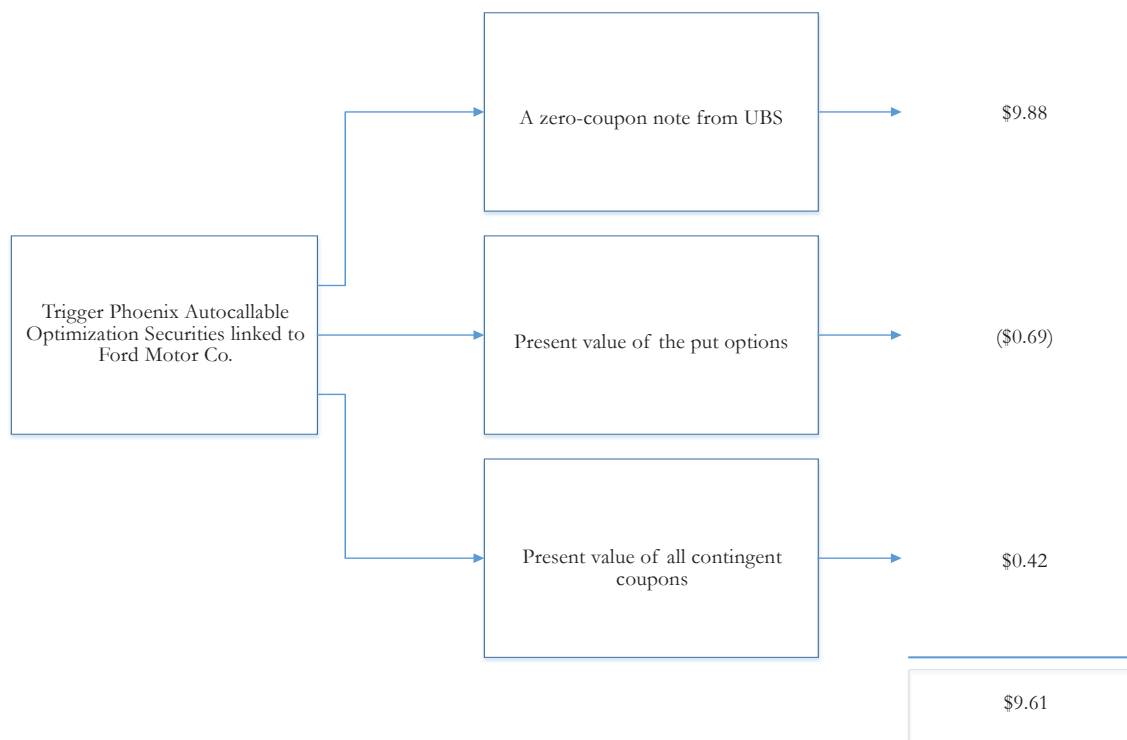 A zero-coupon note from UBS
$9.88
Trigger Phoenix Autocallable
Optimization Securities linked to
Ford Motor Co.
Present value of the put options
($0.69)
Present value of all contingent
coupons
$0.42
$9.61